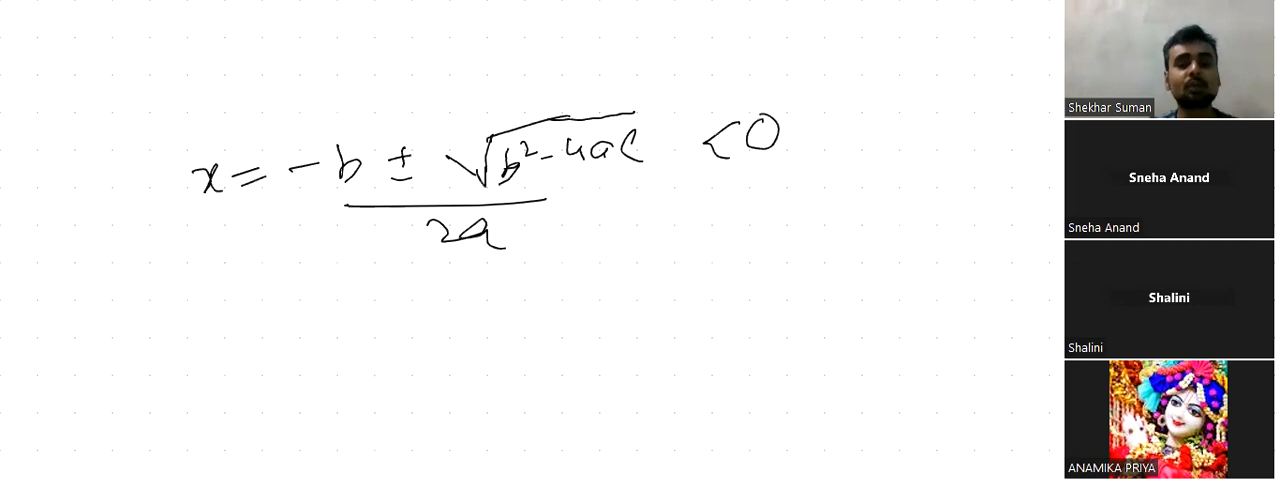 x = -b ± √b²-4ac < 0
2a
Shekhar Suman
Sneha Anand
Sneha Anand
Shalini
Shalini
ANAMIKA PRIYA